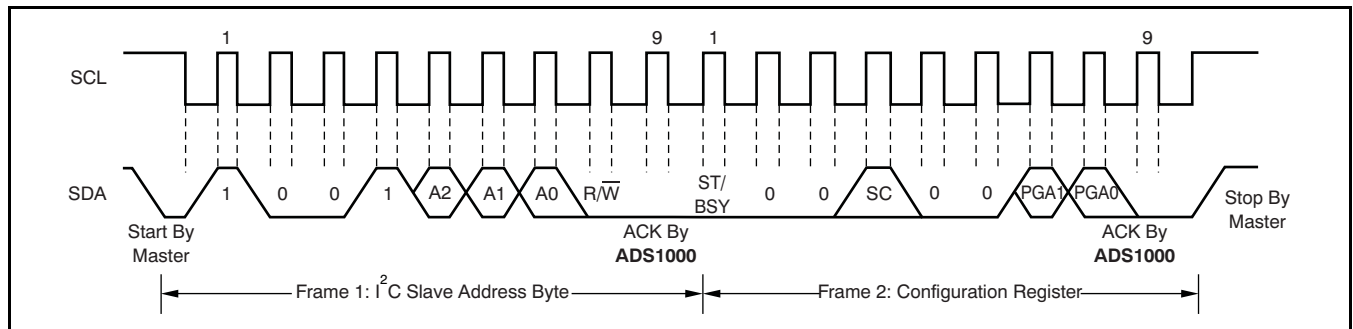 1 9 1 9
SCL
SDA
1 0 0 1 A2 A1 A0 R/W ST/BSY 0 0 SC 0 0 PGA1 PGA0
Start By Master
ACK By ADS1000
ACK By ADS1000
Stop By Master
Frame 1: I2C Slave Address Byte
Frame 2: Configuration Register